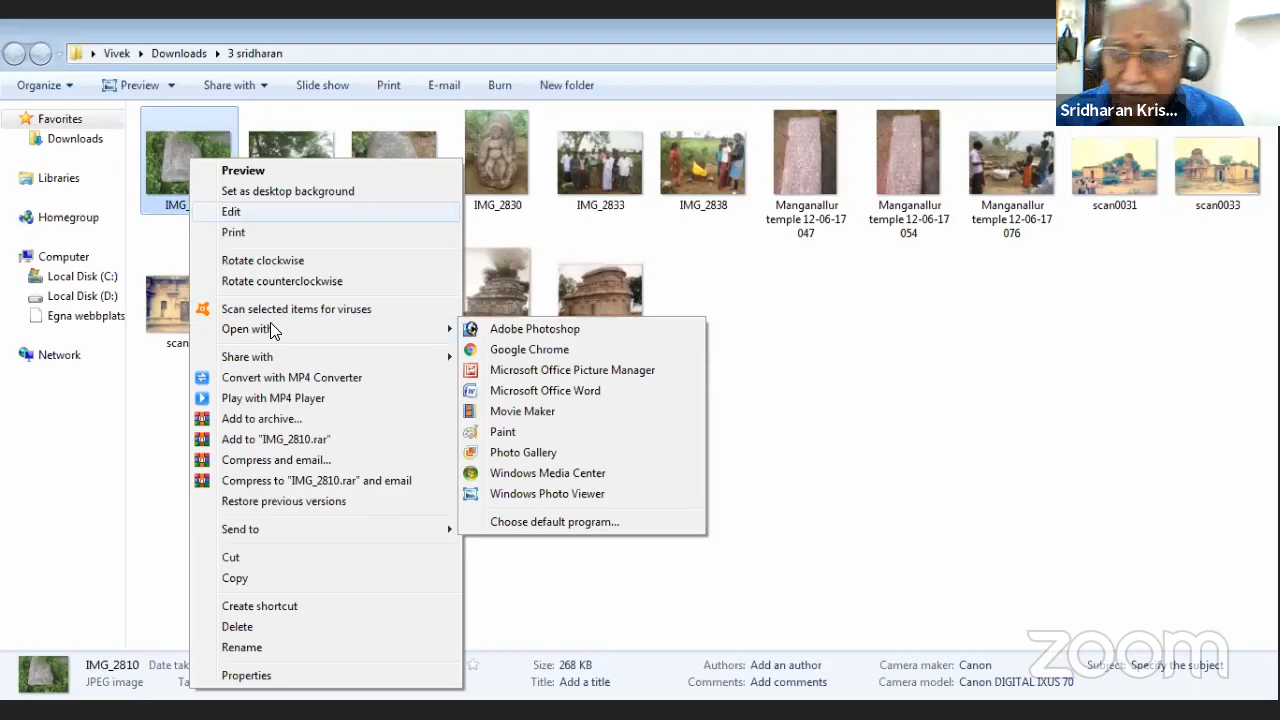 Vivek Downloads 3 sridharan
Organize Preview Share with Slide show Print E-mail Burn New folder
Sridharan Kris...
Favorites
Downloads
Libraries
Homegroup
Computer
Local Disk (C:)
Local Disk (D:)
Egna webbplats
Network
IMG_
IMG_2830
IMG_2833
IMG_2838
Manganallur
temple 12-06-17
047
Manganallur
temple 12-06-17
054
Manganallur
temple 12-06-17
076
scan0031
scan0033
scan
Preview
Set as desktop background
Edit
Print
Rotate clockwise
Rotate counterclockwise
Scan selected items for viruses
Open with
Share with
Convert with MP4 Converter
Play with MP4 Player
Add to archive...
Add to "IMG_2810.rar"
Compress and email...
Compress to "IMG_2810.rar" and email
Restore previous versions
Send to
Cut
Copy
Create shortcut
Delete
Rename
Properties
Adobe Photoshop
Google Chrome
Microsoft Office Picture Manager
Microsoft Office Word
Movie Maker
Paint
Photo Gallery
Windows Media Center
Windows Photo Viewer
Choose default program...
IMG_2810 Date tak Size: 268 KB Authors: Add an author Camera maker: Canon Subject: Specify the subject
JPEG image Ta Title: Add a title Comments: Add comments Camera model: Canon DIGITAL IXUS 70
zoom